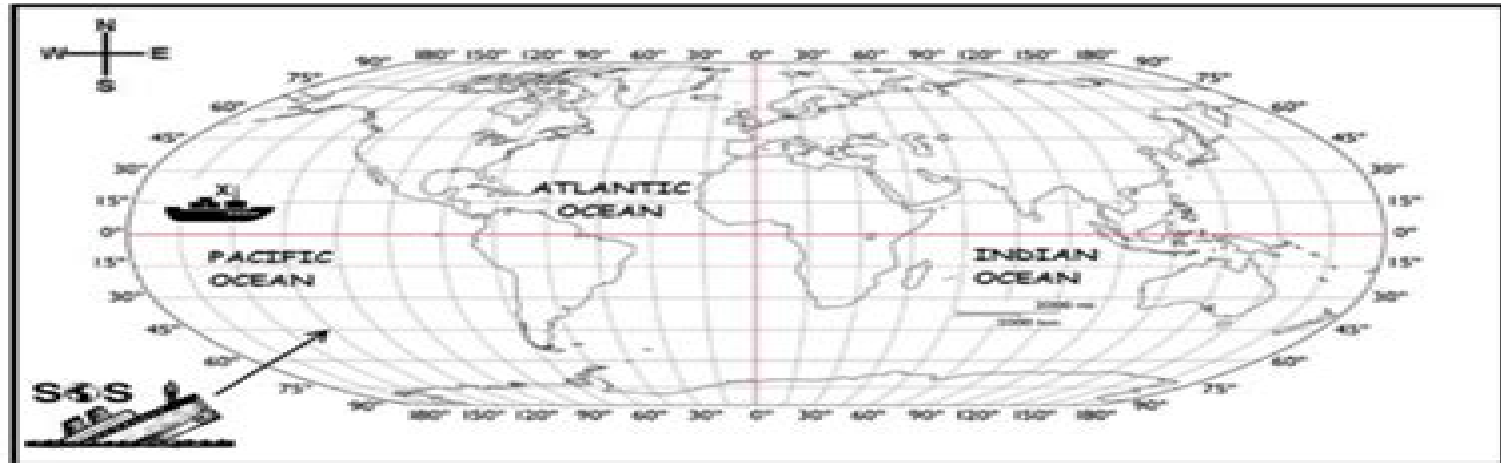 N
W E
S
90° 180° 150° 120° 90° 60° 30° 0° 30° 60° 90° 120° 150° 180° 90°
75° 75°
60° 60°
45° 45°
30° 30°
X
ATLANTIC
OCEAN
15° 15°
0° 0°
PACIFIC
OCEAN
INDIAN
OCEAN
15° 15°
30° 30°
45° 45°
60° 60°
SOS
75° 75°
90° 180° 150° 120° 90° 60° 30° 0° 30° 60° 90° 120° 150° 180° 90°